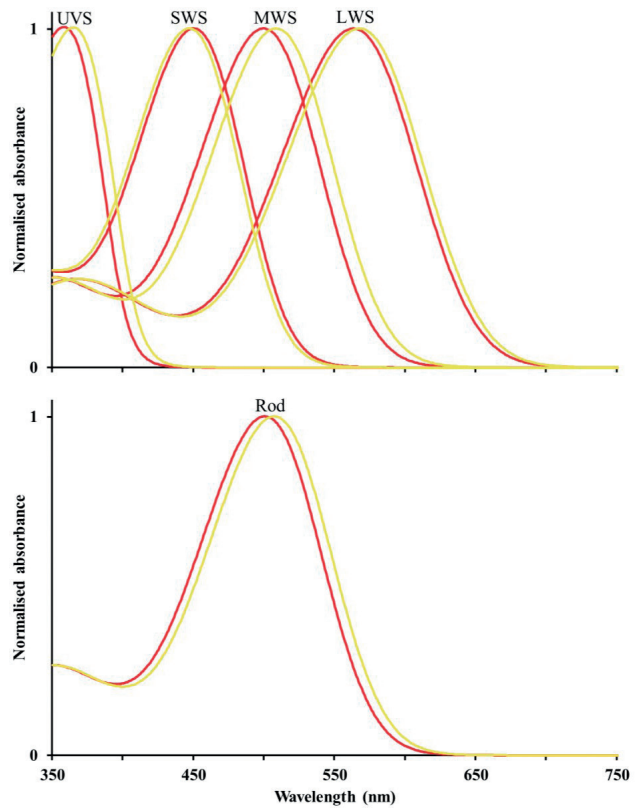 UVS SWS MWS LWS
1
Normalised absorbance
0
Rod
1
Normalised absorbance
0
350 450 550 650 750
Wavelength (nm)